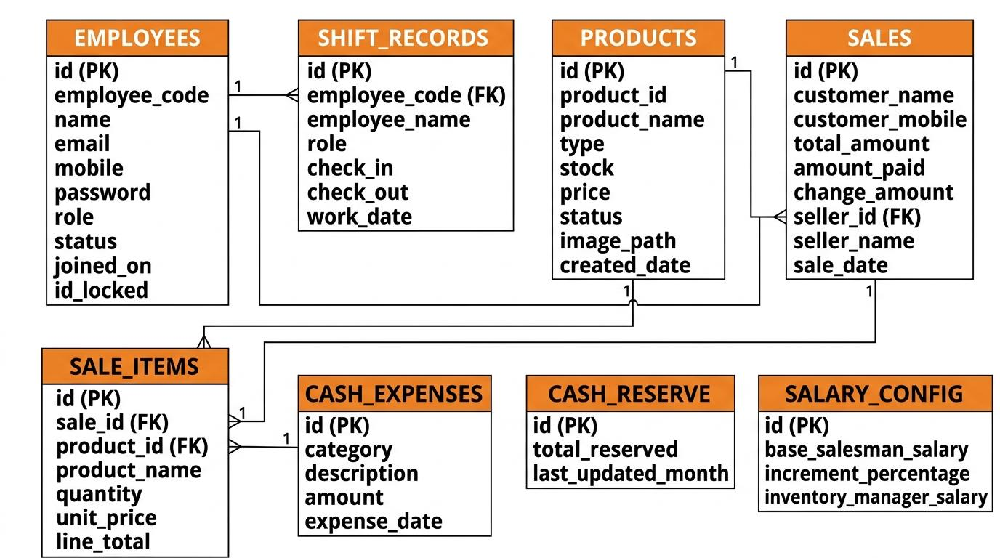 EMPLOYEES
id (PK)
employee_code
name
email
mobile
password
role
status
joined_on
id_locked
1
1
SHIFT_RECORDS
id (PK)
employee_code (FK)
employee_name
role
check_in
check_out
work_date
PRODUCTS
id (PK)
product_id
product_name
type
stock
price
status
image_path
created_date
1
1
SALES
id (PK)
customer_name
customer_mobile
total_amount
amount_paid
change_amount
seller_id (FK)
seller_name
sale_date
1
SALE_ITEMS
id (PK)
sale_id (FK)
product_id (FK)
product_name
quantity
unit_price
line_total
1
1
CASH_EXPENSES
id (PK)
category
description
amount
expense_date
CASH_RESERVE
id (PK)
total_reserved
last_updated_month
SALARY_CONFIG
id (PK)
base_salesman_salary
increment_percentage
inventory_manager_salary